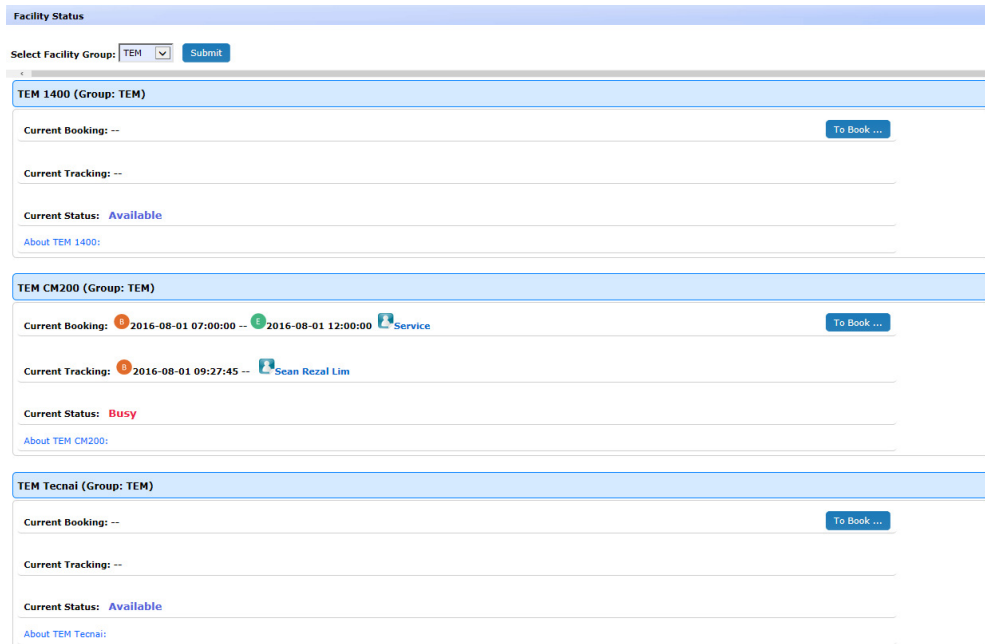 Facility Status
Select Facility Group: TEM Submit
TEM 1400 (Group: TEM)
Current Booking: -- To Book ...
Current Tracking: --
Current Status: Available
About TEM 1400:
TEM CM200 (Group: TEM)
Current Booking: B 2016-08-01 07:00:00 -- E 2016-08-01 12:00:00 Service To Book ...
Current Tracking: B 2016-08-01 09:27:45 -- Sean Rezal Lim
Current Status: Busy
About TEM CM200:
TEM Tecnai (Group: TEM)
Current Booking: -- To Book ...
Current Tracking: --
Current Status: Available
About TEM Tecnai: